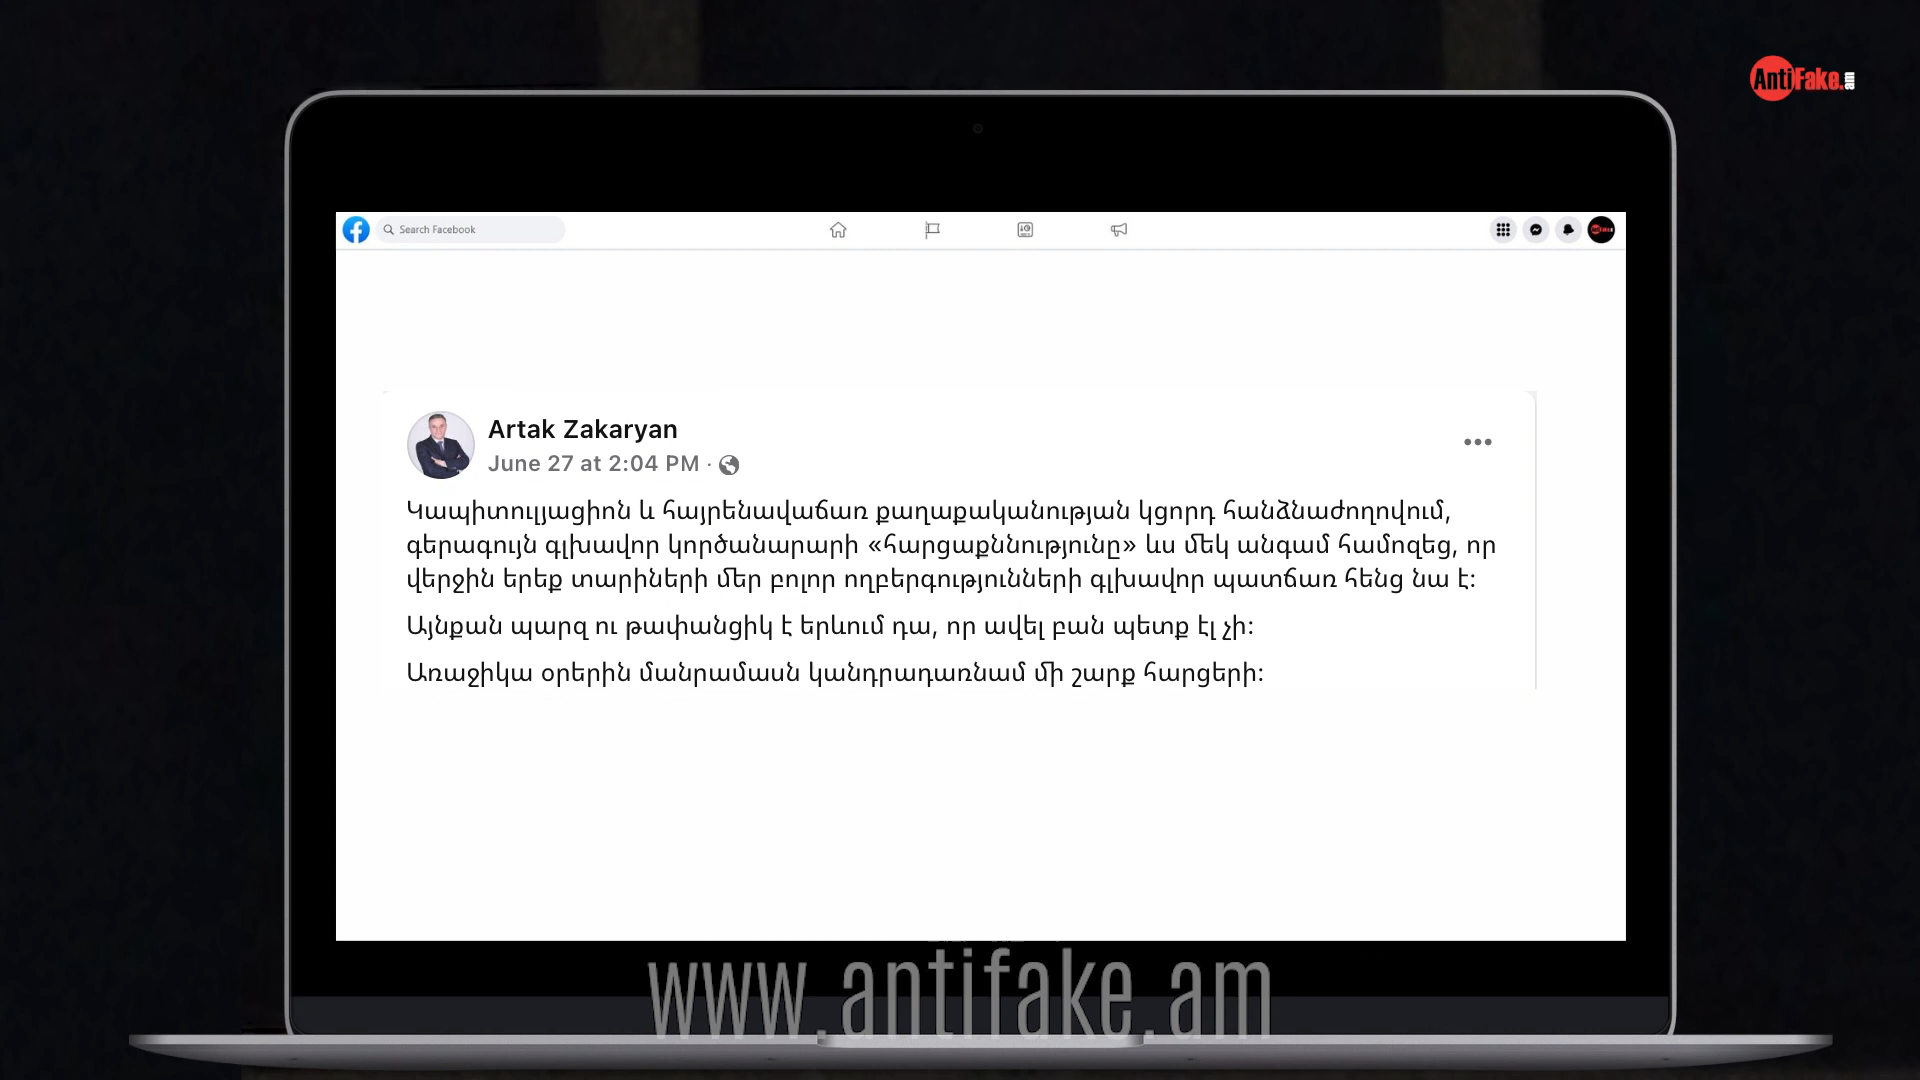 AntiFake.am
Search Facebook
Artak Zakaryan
June 27 at 2:04 PM ·
Կապիտուլյացիոն և հայրենավաճառ քաղաքականության կցորդ հանձնաժողովում,
գերագույն գլխավոր կործանարարի «հարցաքննությունը» ևս մեկ անգամ համոզեց, որ
վերջին երեք տարիների մեր բոլոր ողբերգությունների գլխավոր պատճառ հենց նա է:
Այնքան պարզ ու թափանցիկ է երևում դա, որ ավել բան պետք էլ չի:
Առաջիկա օրերին մանրամասն կանդրադառնամ մի շարք հարցերի:
www.antifake.am